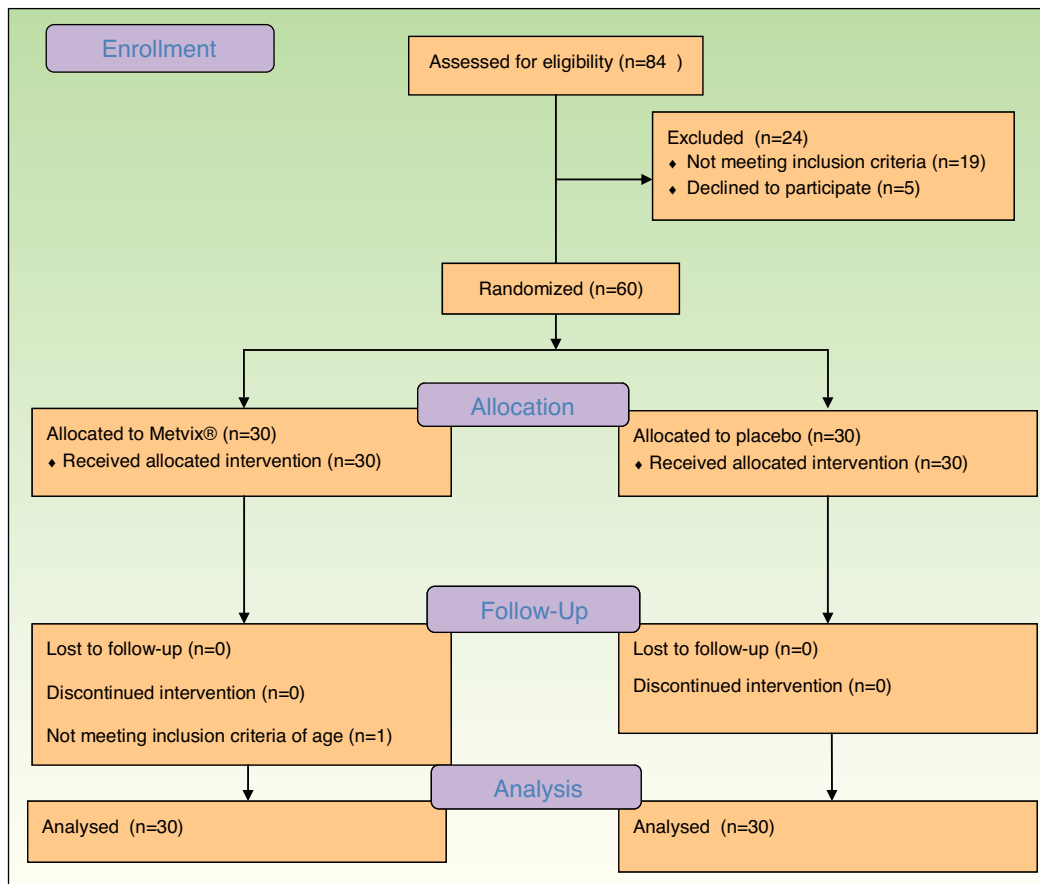 Enrollment
Assessed for eligibility (n=84 )
Excluded (n=24)
♦ Not meeting inclusion criteria (n=19)
♦ Declined to participate (n=5)
Randomized (n=60)
Allocation
Allocated to Metvix® (n=30)
♦ Received allocated intervention (n=30)
Allocated to placebo (n=30)
♦ Received allocated intervention (n=30)
Follow-Up
Lost to follow-up (n=0)
Discontinued intervention (n=0)
Not meeting inclusion criteria of age (n=1)
Lost to follow-up (n=0)
Discontinued intervention (n=0)
Analysis
Analysed (n=30)
Analysed (n=30)